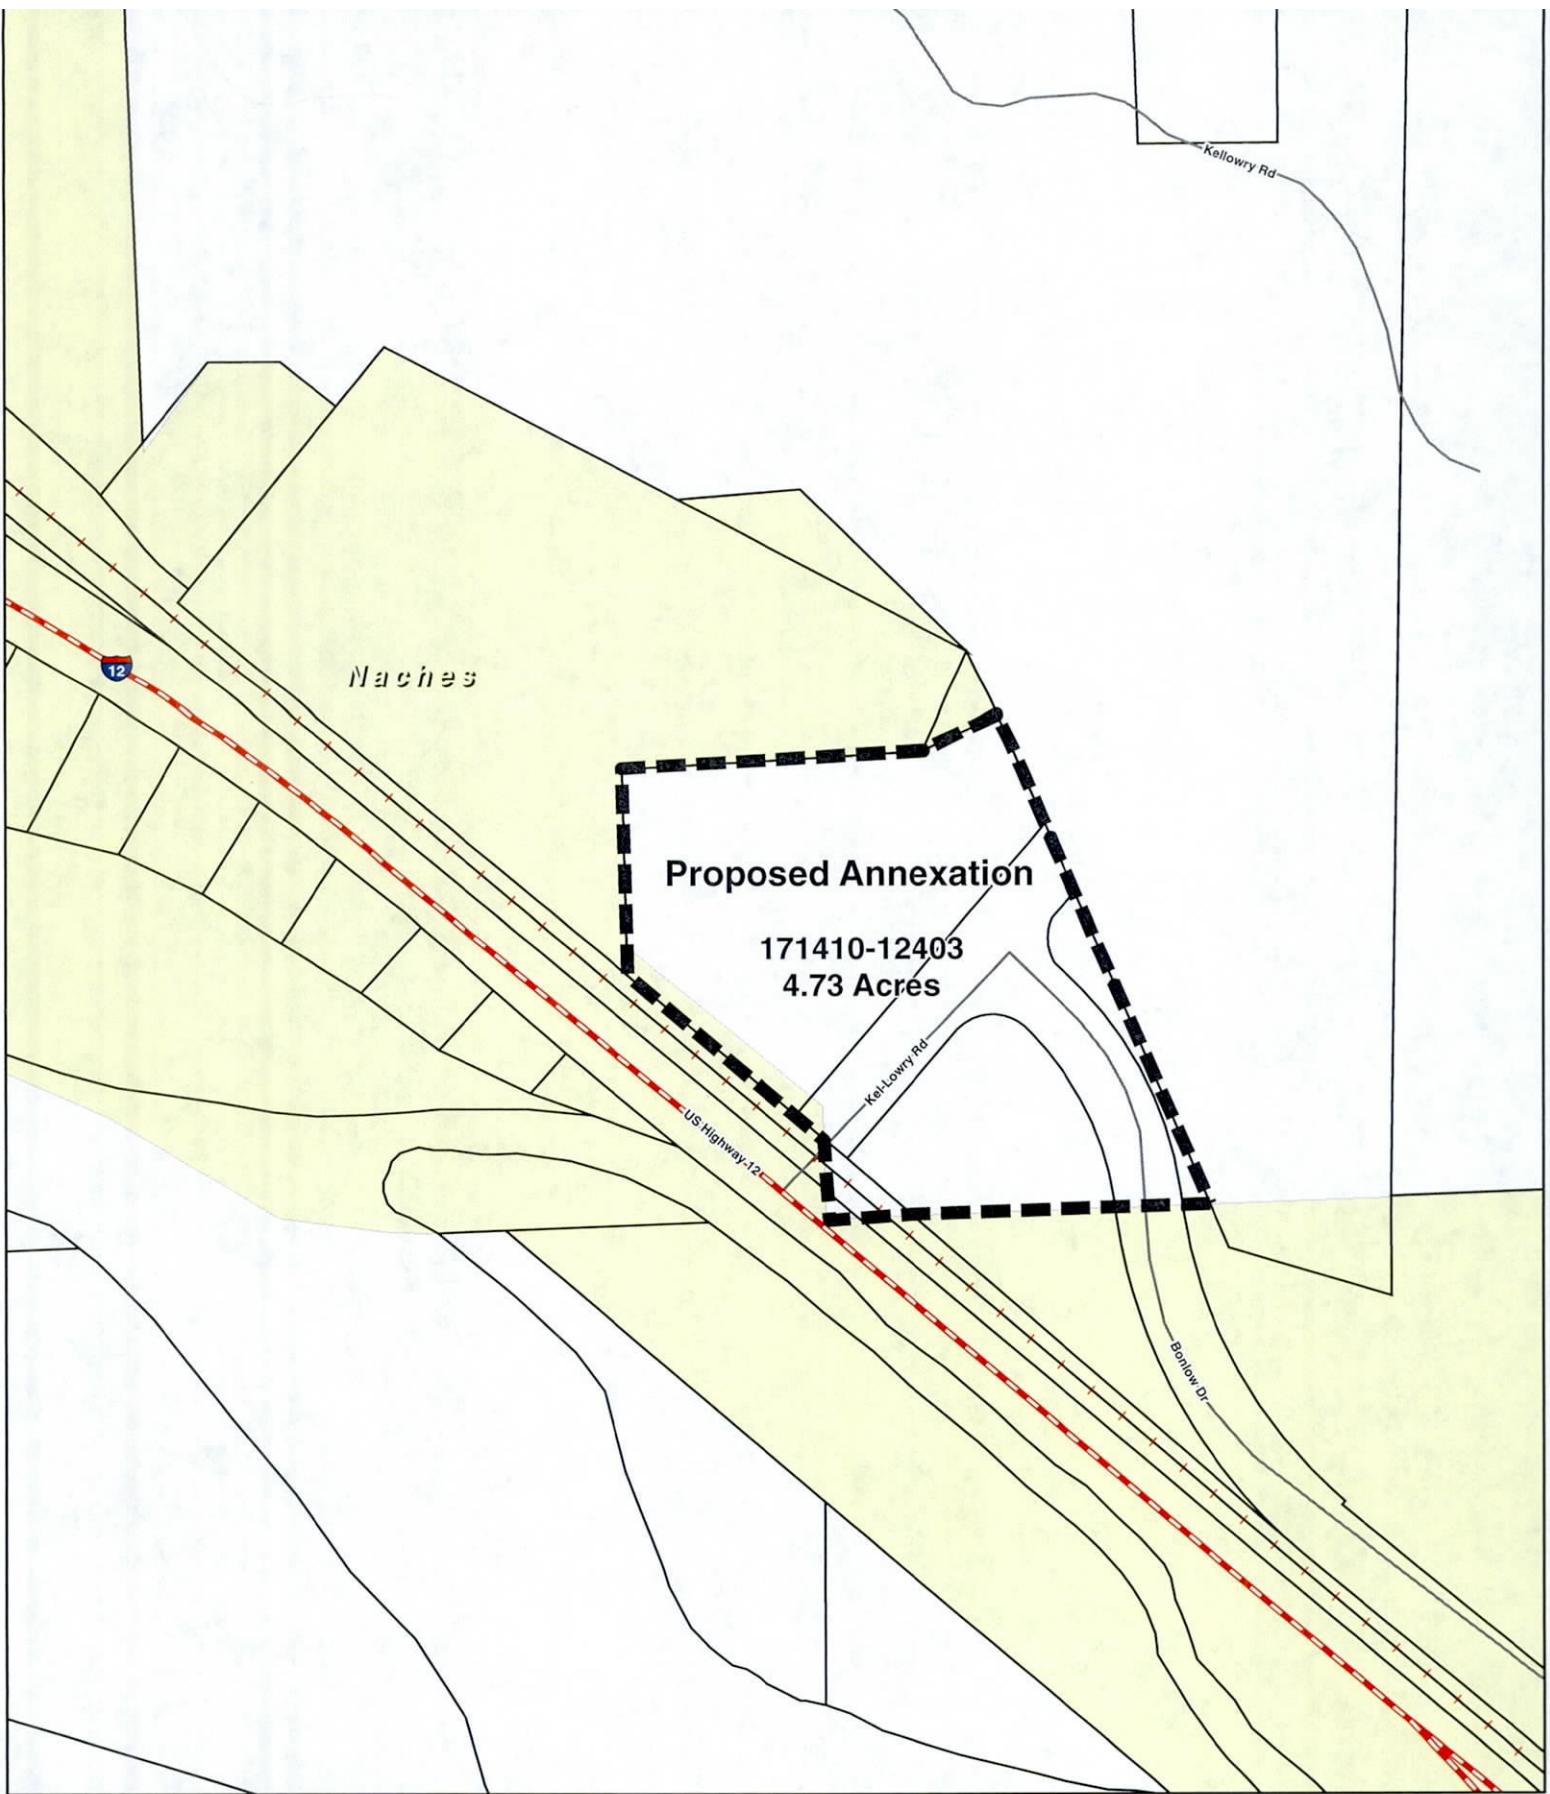 Kellowry Rd
12
Naches
Proposed Annexation
171410-12403
4.73 Acres
Kel-Lowry Rd
US Highway 12
Bonlow Dr